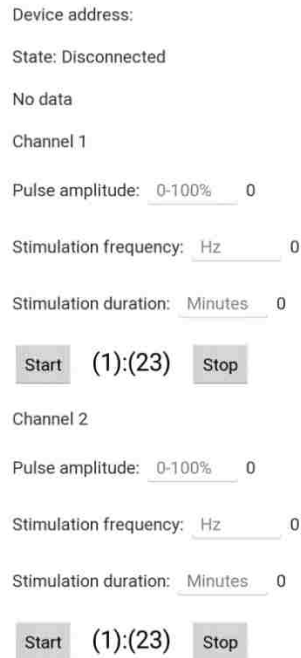 Device address:
State: Disconnected
No data
Channel 1
Pulse amplitude: 0-100% 0
Stimulation frequency: Hz 0
Stimulation duration: Minutes 0
Start (1):(23) Stop
Channel 2
Pulse amplitude: 0-100% 0
Stimulation frequency: Hz 0
Stimulation duration: Minutes 0
Start (1):(23) Stop